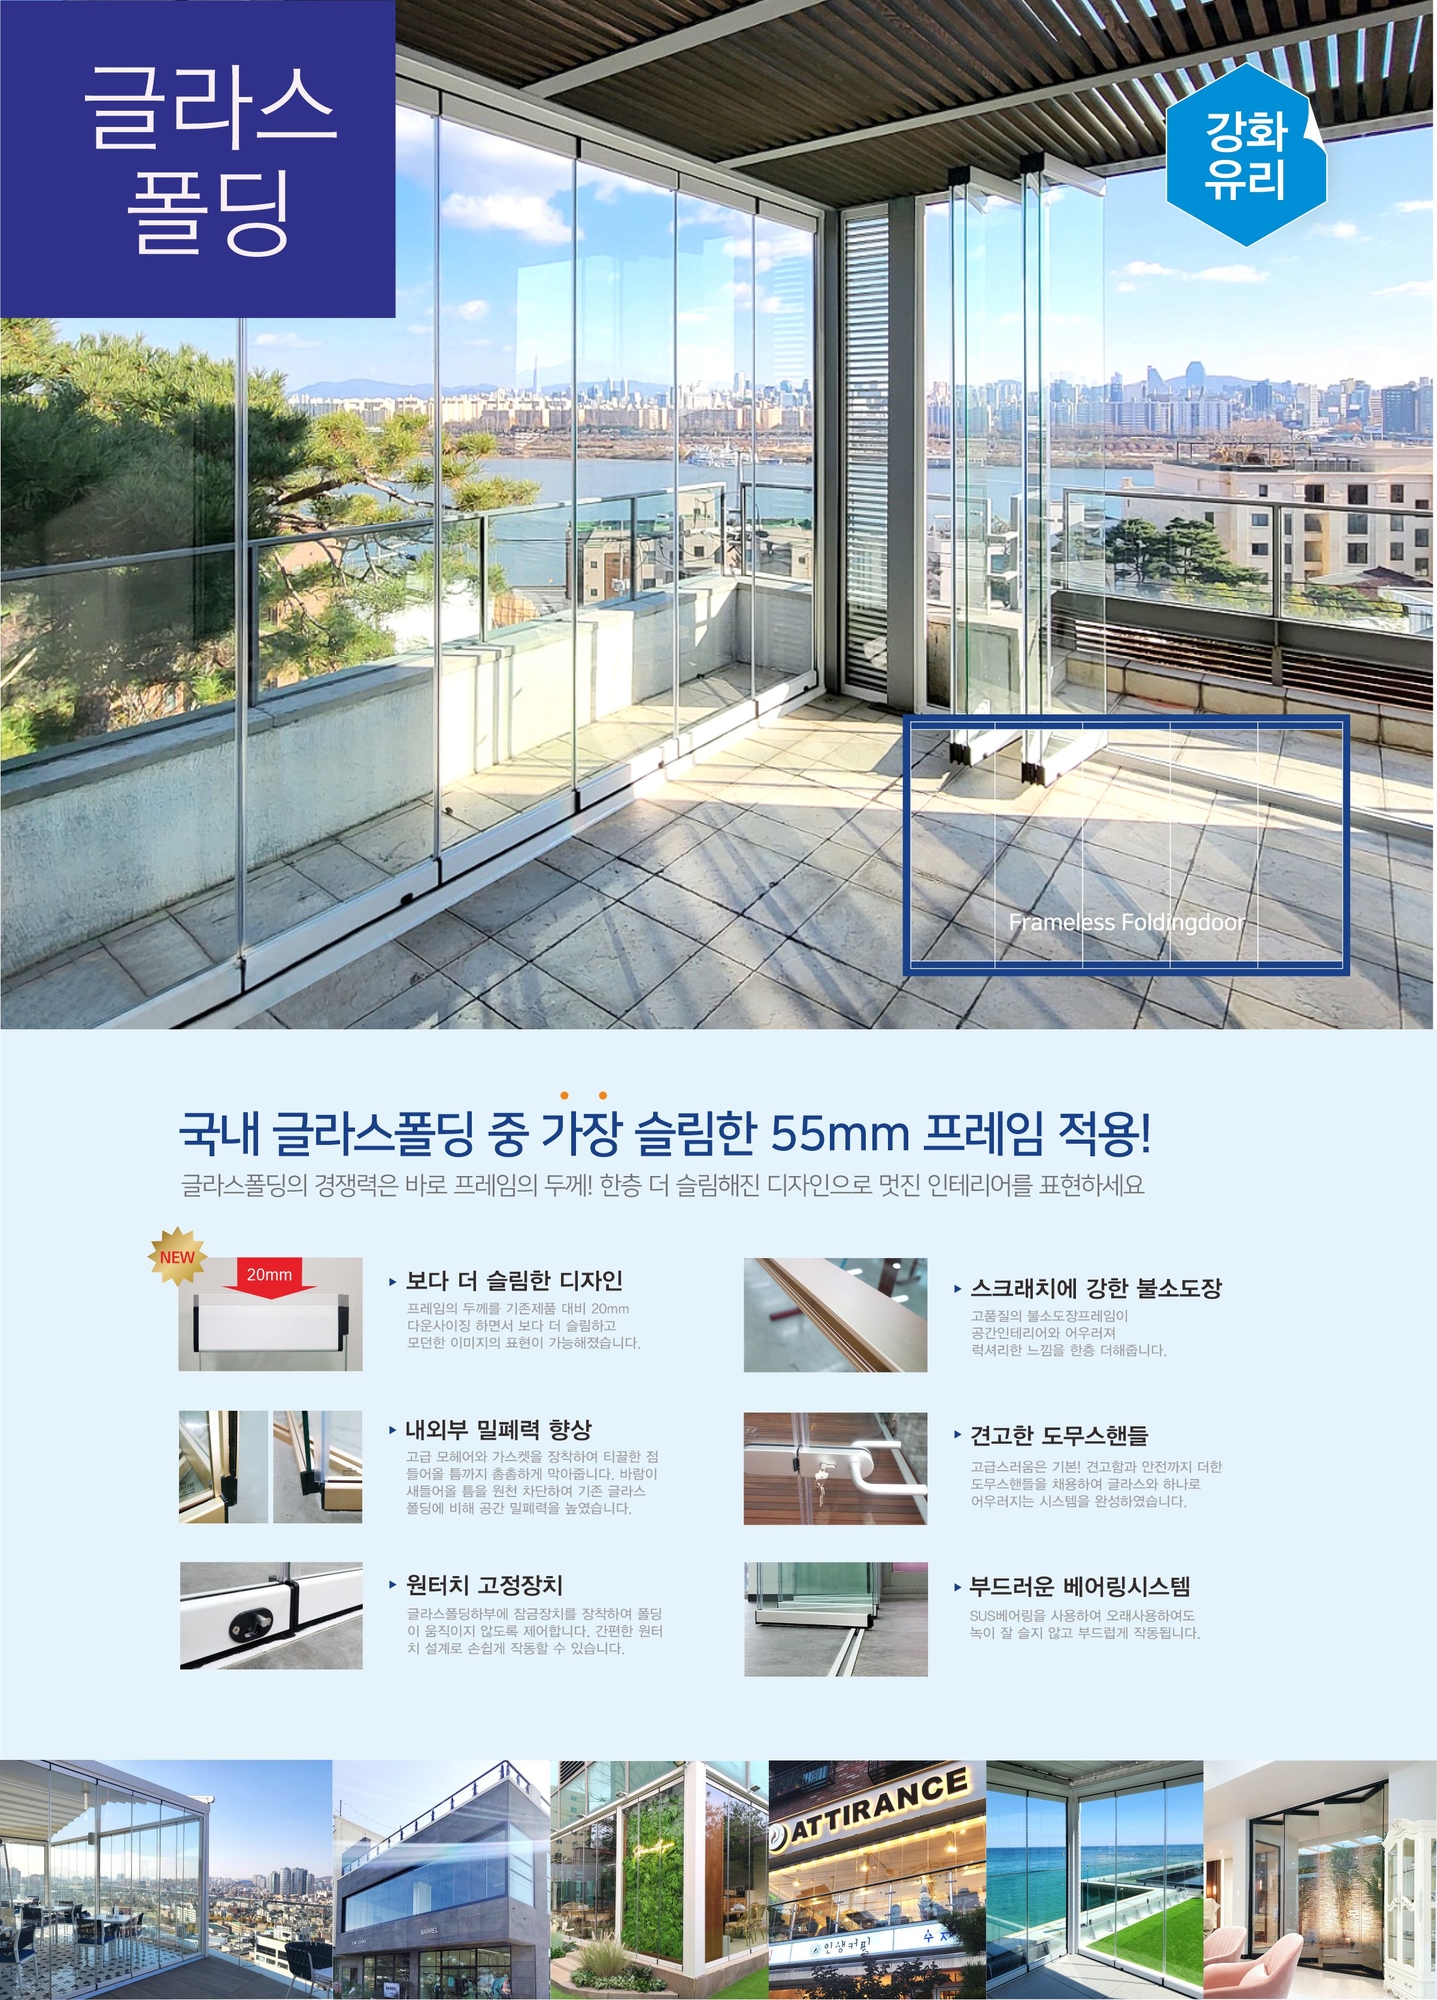 글라스
폴딩
강화
유리
Frameless Foldingdoor
국내 글라스폴딩 중 가장 슬림한 55mm 프레임 적용!
글라스폴딩의 경쟁력은 바로 프레임의 두께! 한층 더 슬림해진 디자인으로 멋진 인테리어를 표현하세요
NEW
20mm
보다 더 슬림한 디자인
프레임의 두께를 기존제품 대비 20mm
다운사이징 하면서 보다 더 슬림하고
모던한 이미지의 표현이 가능해졌습니다.
스크래치에 강한 불소도장
고품질의 불소도장프레임이
공간인테리어와 어우러져
럭셔리한 느낌을 한층 더해줍니다.
내외부 밀폐력 향상
고급 모헤어와 가스켓을 장착하여 티끌한 점
들어올 틈까지 촘촘하게 막아줍니다. 바람이
새들어올 틈을 원천 차단하여 기존 글라스
폴딩에 비해 공간 밀폐력을 높였습니다.
견고한 도무스핸들
고급스러움은 기본! 견고함과 안전까지 더한
도무스핸들을 채용하여 글라스와 하나로
어우러지는 시스템을 완성하였습니다.
원터치 고정장치
글라스폴딩하부에 잠금장치를 장착하여 폴딩
이 움직이지 않도록 제어합니다. 간편한 원터
치 설계로 손쉽게 작동할 수 있습니다.
부드러운 베어링시스템
SUS베어링을 사용하여 오래사용하여도
녹이 잘 슬지 않고 부드럽게 작동됩니다.
BARREL
ATTIRANCE
인생커피